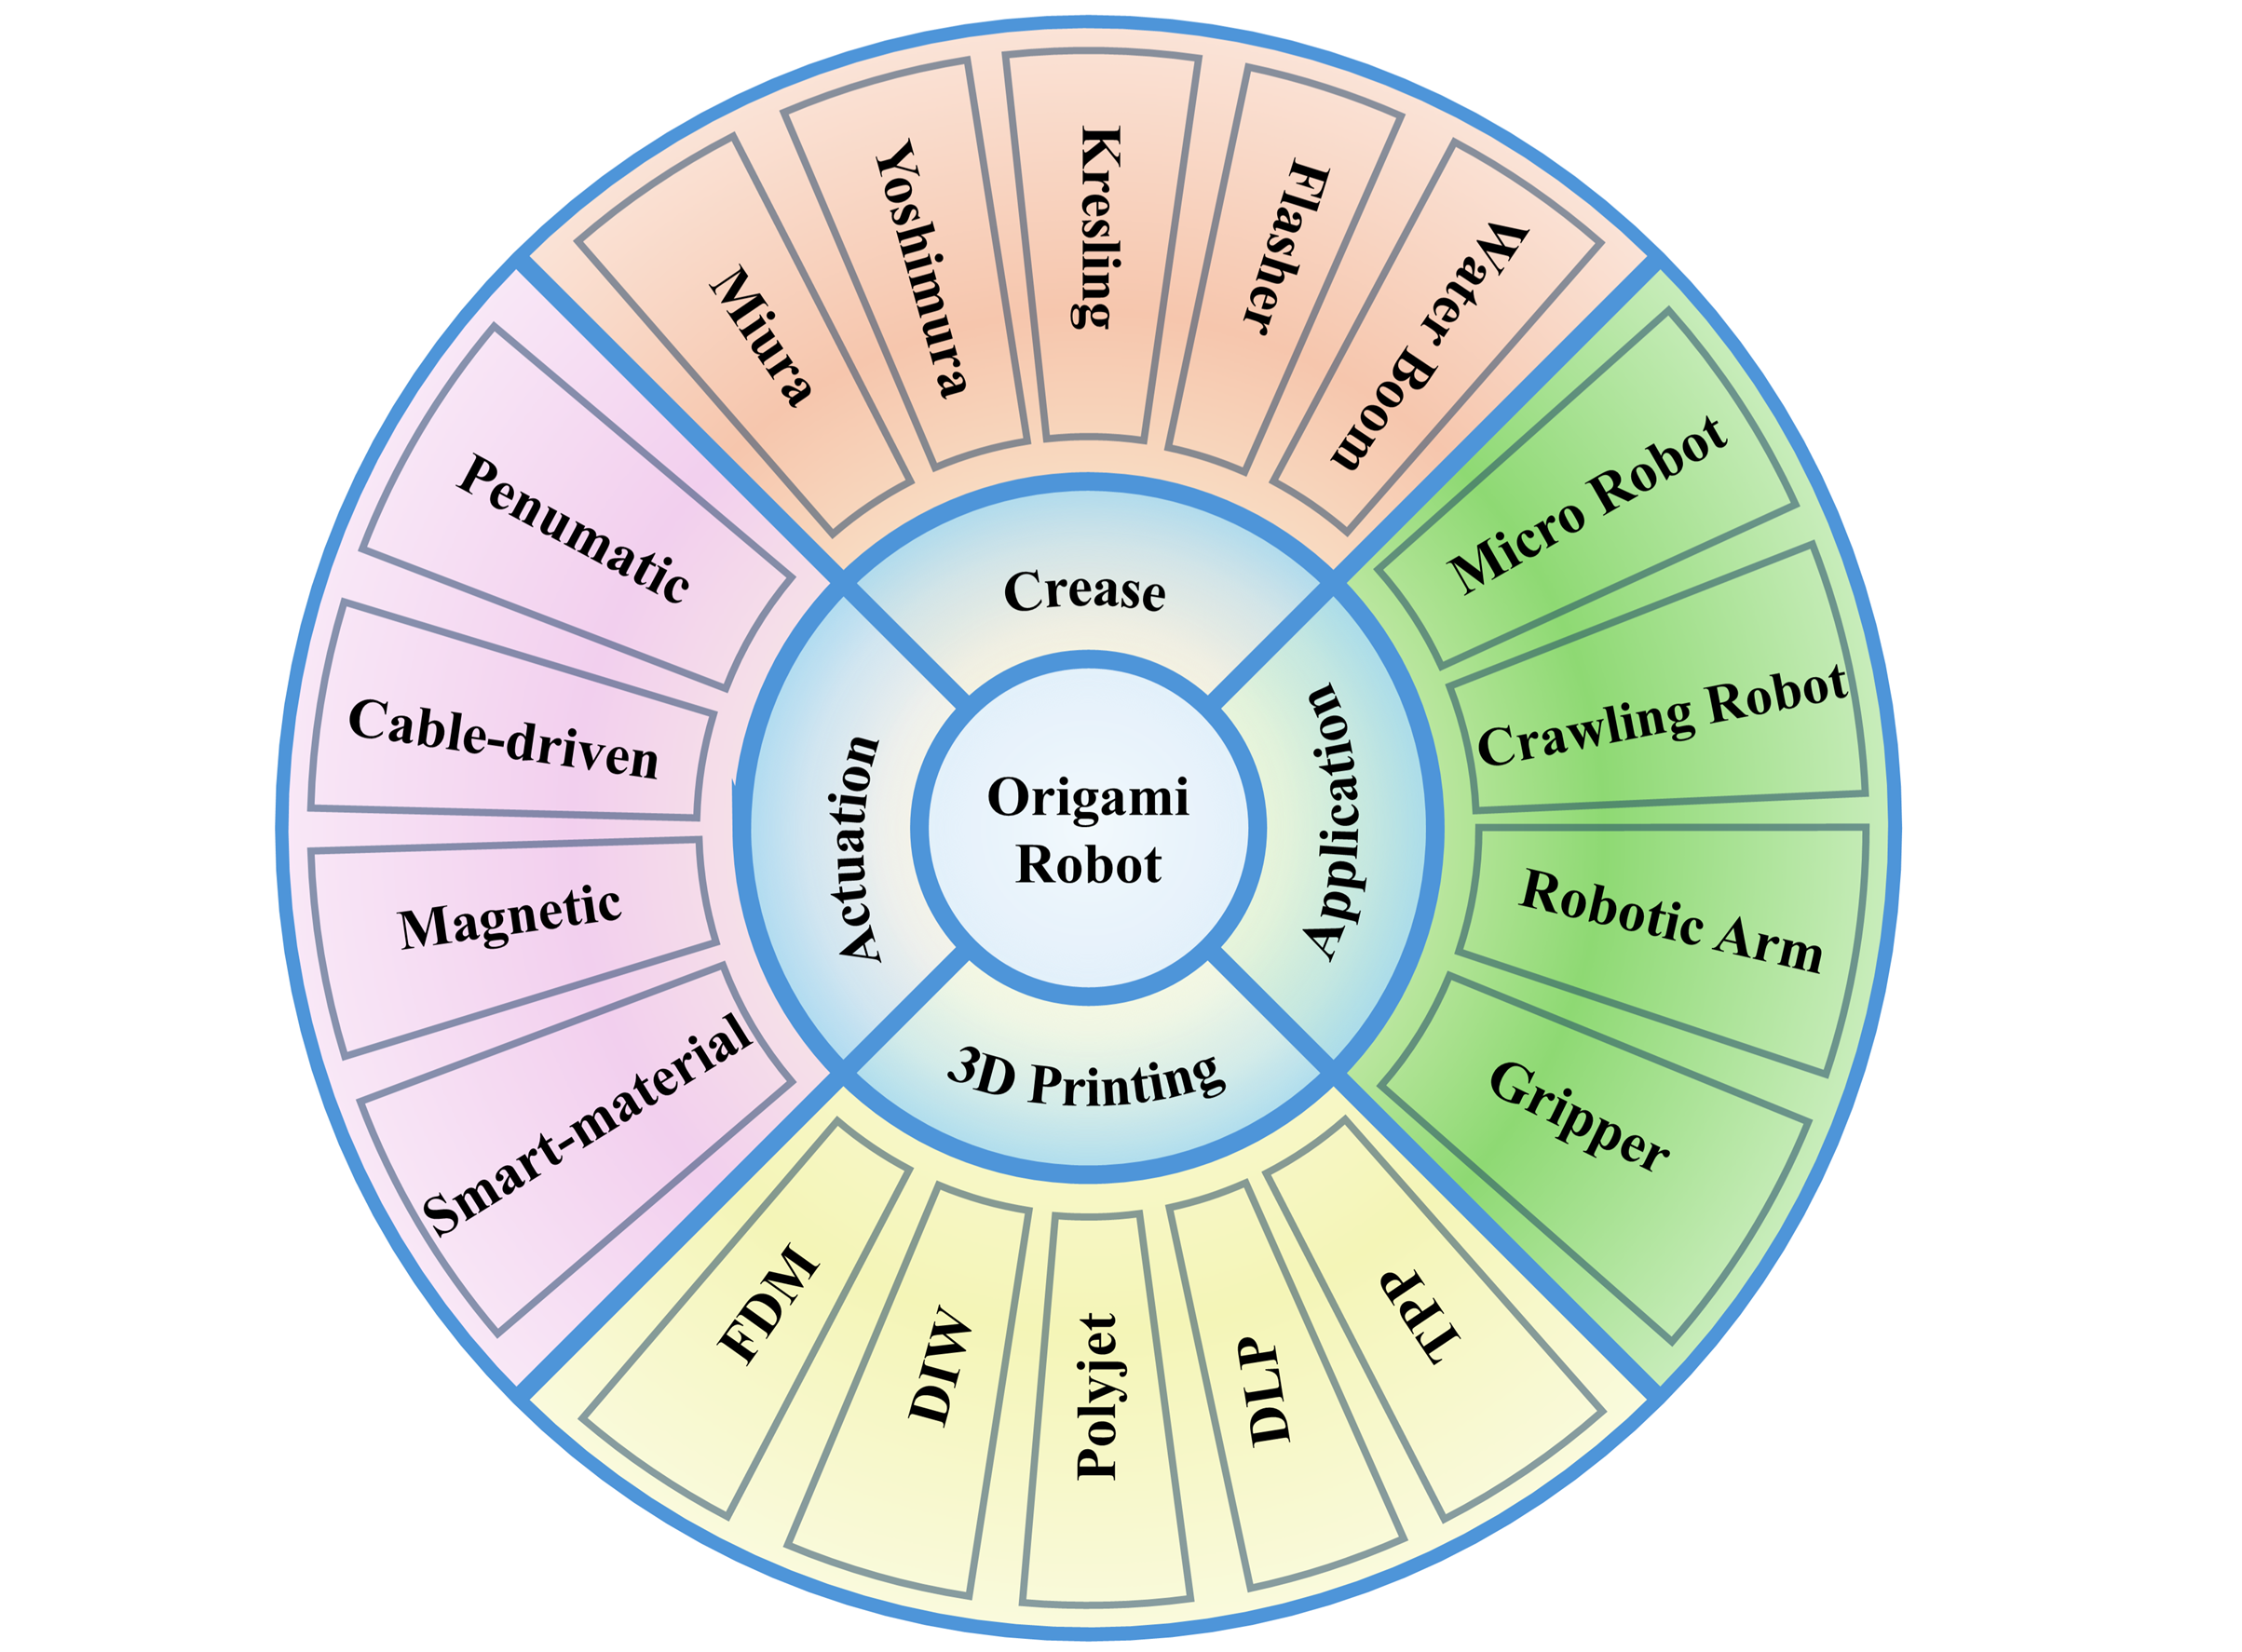 Origami
Robot
Crease
Application
3D Printing
Actuation
Miura
Yoshimura
Kresling
Flasher
Water Boom
Micro Robot
Crawling Robot
Robotic Arm
Gripper
TPP
DLP
Polyjet
DIW
FDM
Smart-material
Magnetic
Cable-driven
Penumatic